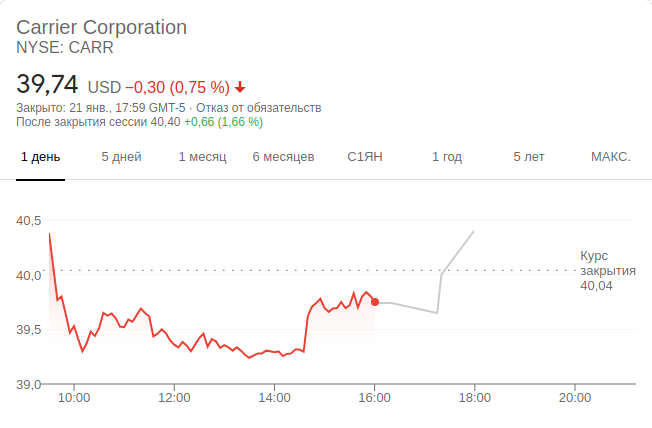 Carrier Corporation
NYSE: CARR
39,74 USD −0,30 (0,75 %)
Закрыто: 21 янв., 17:59 GMT-5 · Отказ от обязательств
После закрытия сессии 40,40 +0,66 (1,66 %)
1 день 5 дней 1 месяц 6 месяцев С1ЯН 1 год 5 лет МАКС.
40,5
40,0
39,5
39,0
Курс
закрытия
40,04
10:00 12:00 14:00 16:00 18:00 20:00